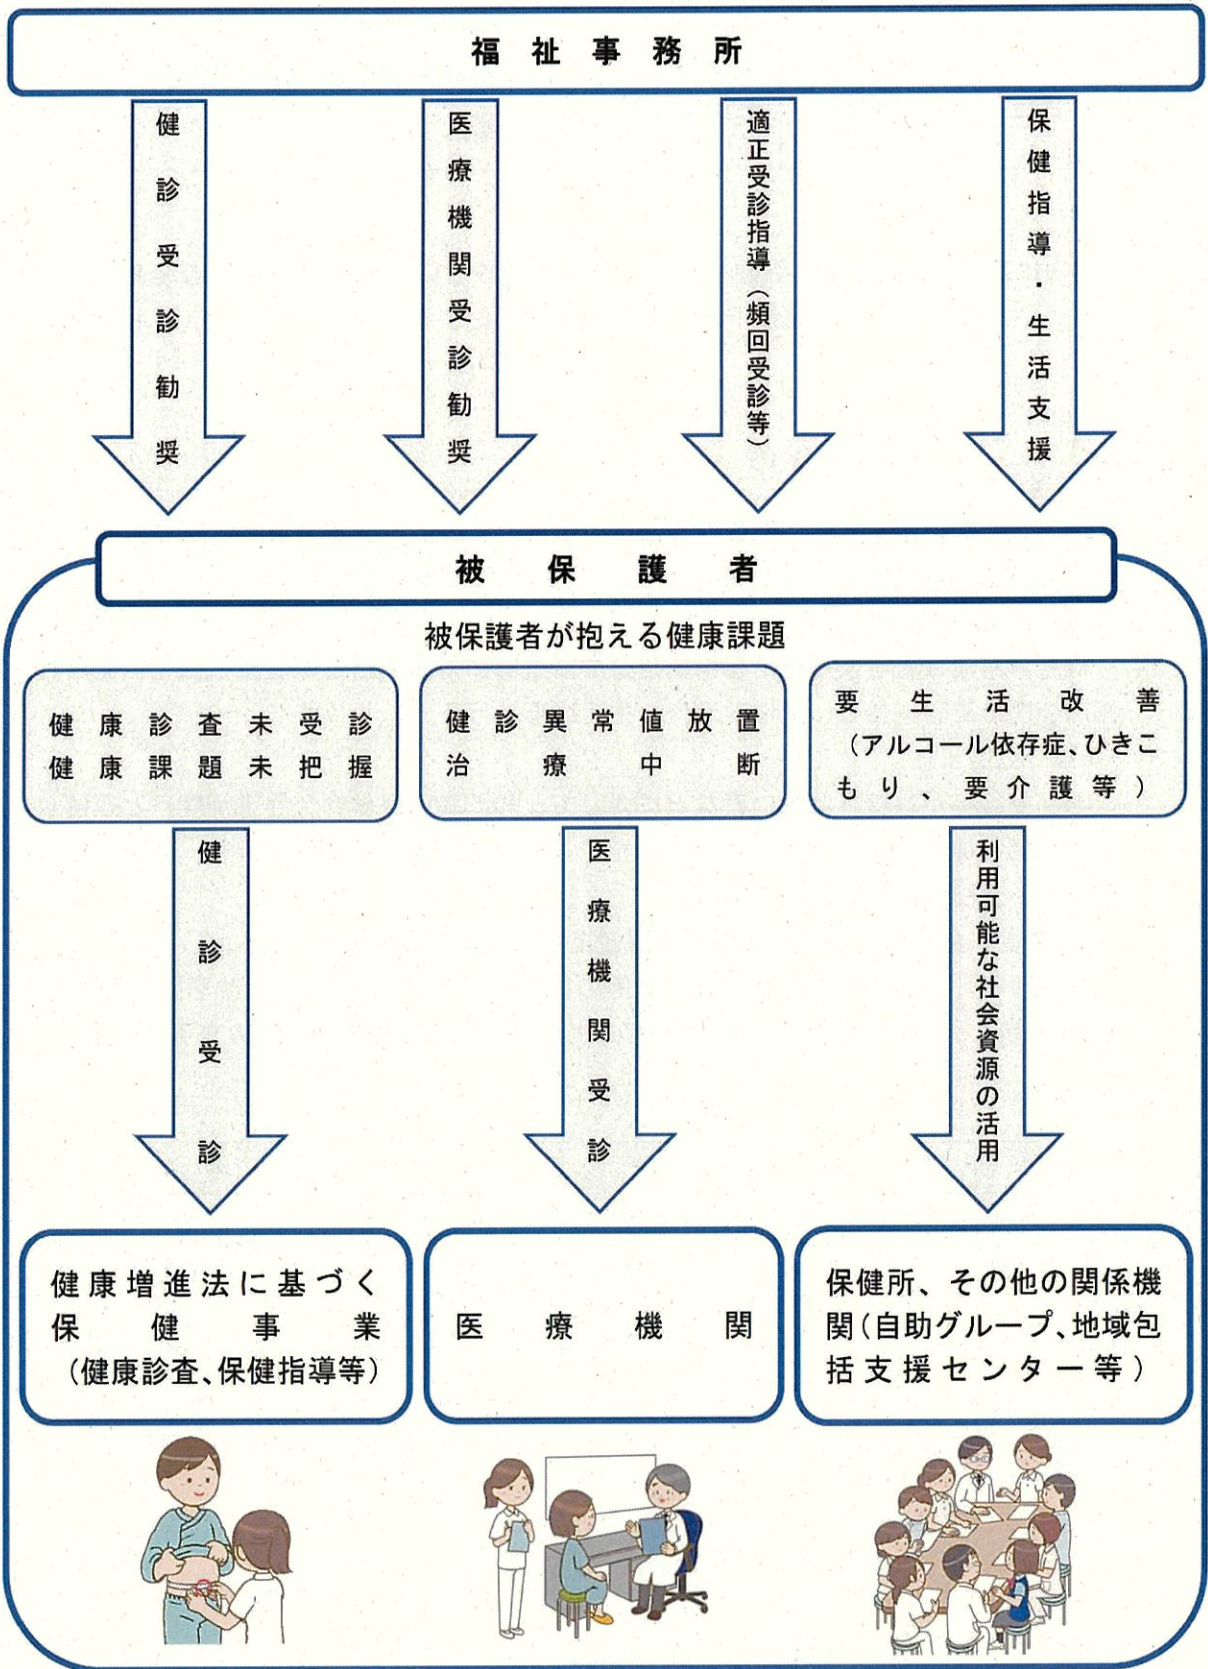 福祉事務所
健診受診勧奨
医療機関受診勧奨
適正受診指導（頻回受診等）
保健指導・生活支援
被保護者
被保護者が抱える健康課題
健康診査未受診
健康課題未把握
健診異常値放置
治療中断
要生活改善
（アルコール依存症、ひきこ
もり、要介護等）
健診受診
医療機関受診
利用可能な社会資源の活用
健康増進法に基づく
保健事業
（健康診査、保健指導等）
医療機関
保健所、その他の関係機
関（自助グループ、地域包
括支援センター等）